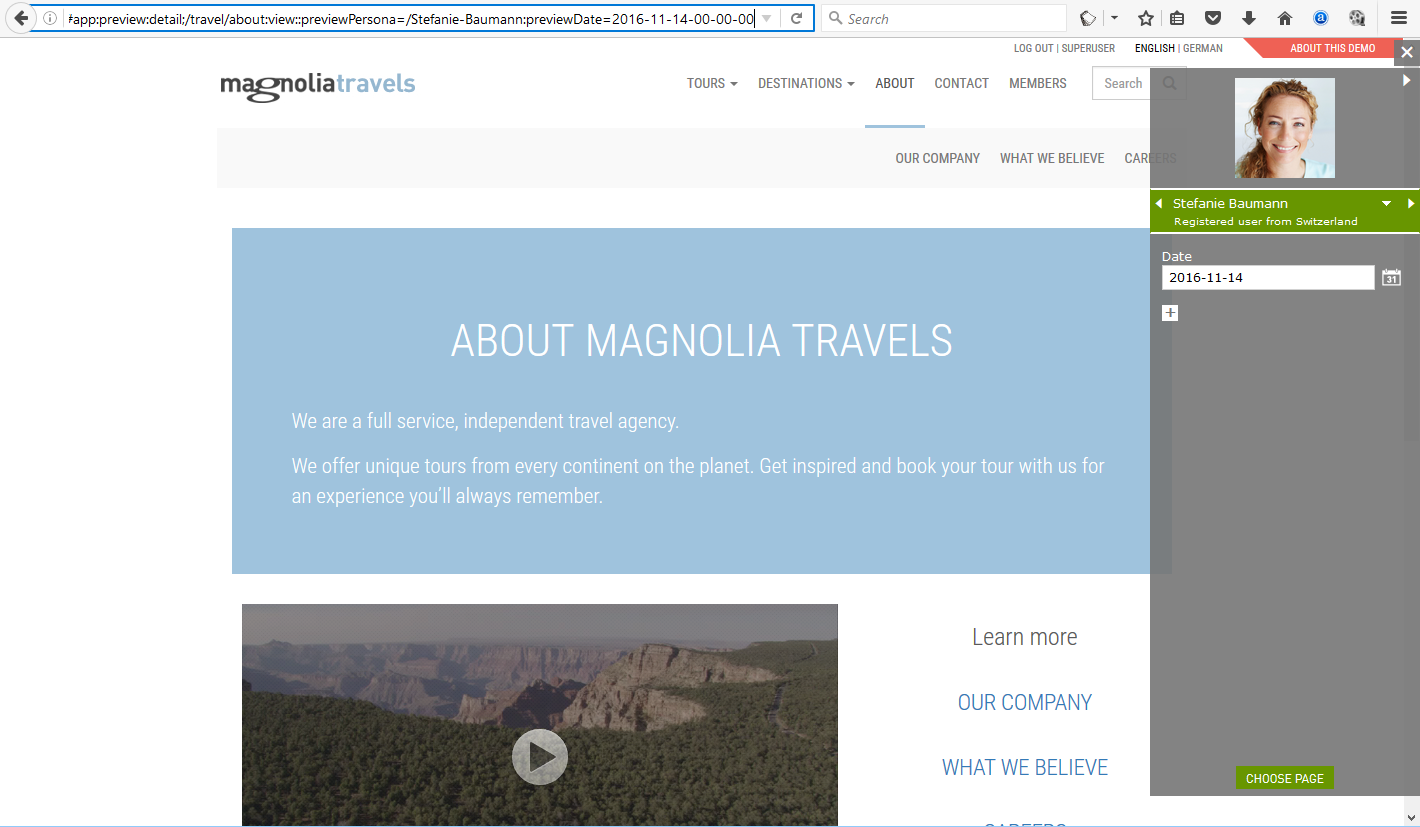 #app:preview:detail;/travel/about:view::previewPersona=/Stefanie-Baumann:previewDate=2016-11-14-00-00-00
Search
LOG OUT | SUPERUSER
ENGLISH | GERMAN
ABOUT THIS DEMO
magnoliatravels
TOURS
DESTINATIONS
ABOUT
CONTACT
MEMBERS
Search
OUR COMPANY
WHAT WE BELIEVE
CAREERS
Stefanie Baumann
Registered user from Switzerland
Date
2016-11-14
31
ABOUT MAGNOLIA TRAVELS
We are a full service, independent travel agency.
We offer unique tours from every continent on the planet. Get inspired and book your tour with us for
an experience you'll always remember.
Learn more
OUR COMPANY
WHAT WE BELIEVE
CAREERS
CHOOSE PAGE